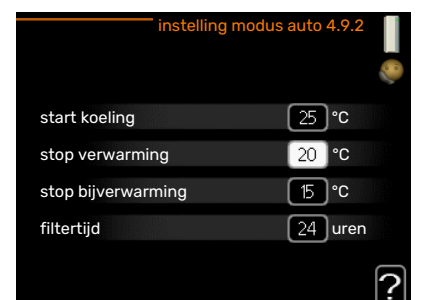 instelling modus auto 4.9.2
start koeling 25 °C
stop verwarming 20 °C
stop bijverwarming 15 °C
filtertijd 24 uren
?